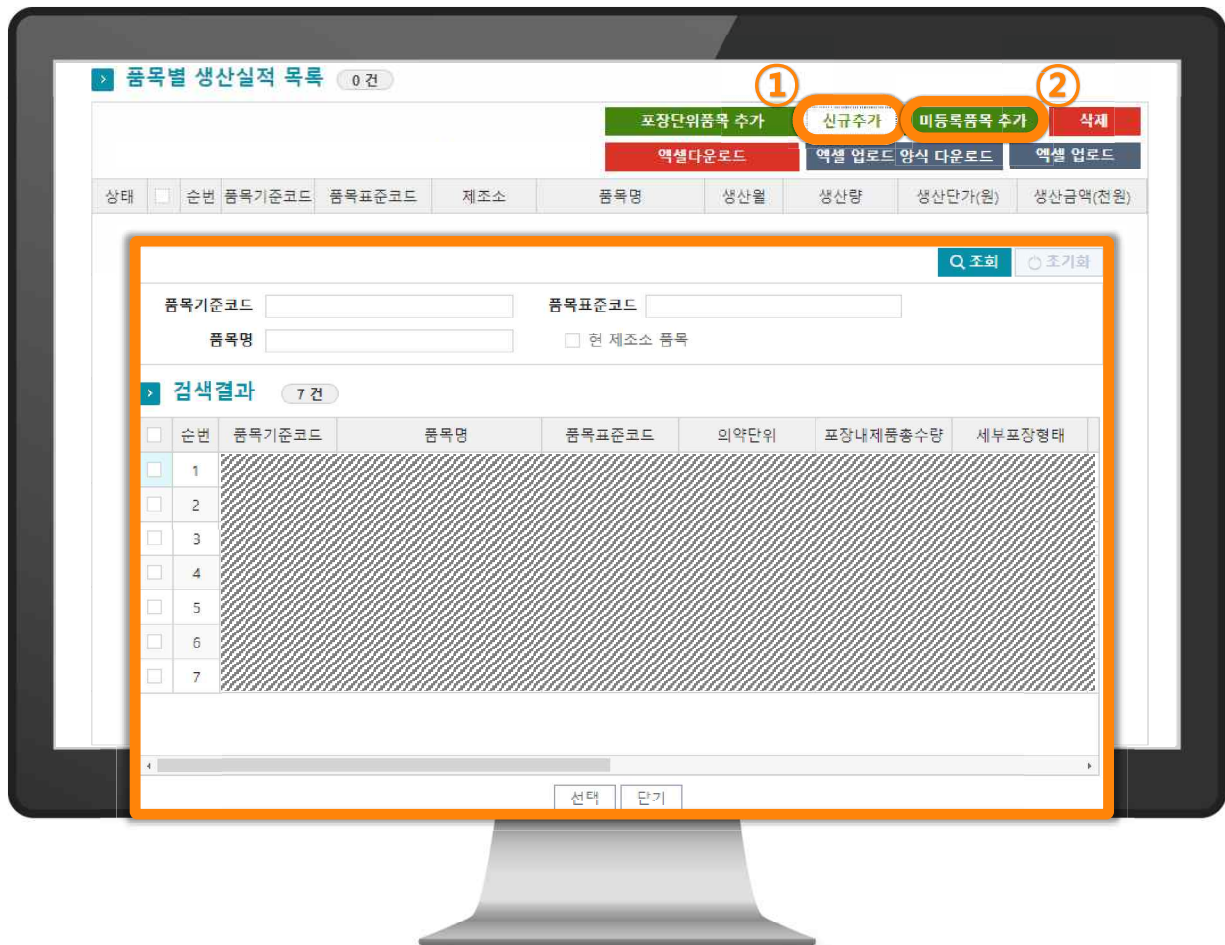 품목별 생산실적 목록 0 건
① ②
포장단위품목 추가 신규추가 미등록품목 추가 삭제
엑셀다운로드 엑셀 업로드 양식 다운로드 엑셀 업로드
상태 순번 품목기준코드 품목표준코드 제조소 품목명 생산월 생산량 생산단가(원) 생산금액(천원)
조회 초기화
품목기준코드 품목표준코드
품목명 현 제조소 품목
검색결과 7 건
순번 품목기준코드 품목명 품목표준코드 의약단위 포장내제품총수량 세부포장형태
1
2
3
4
5
6
7
선택 닫기